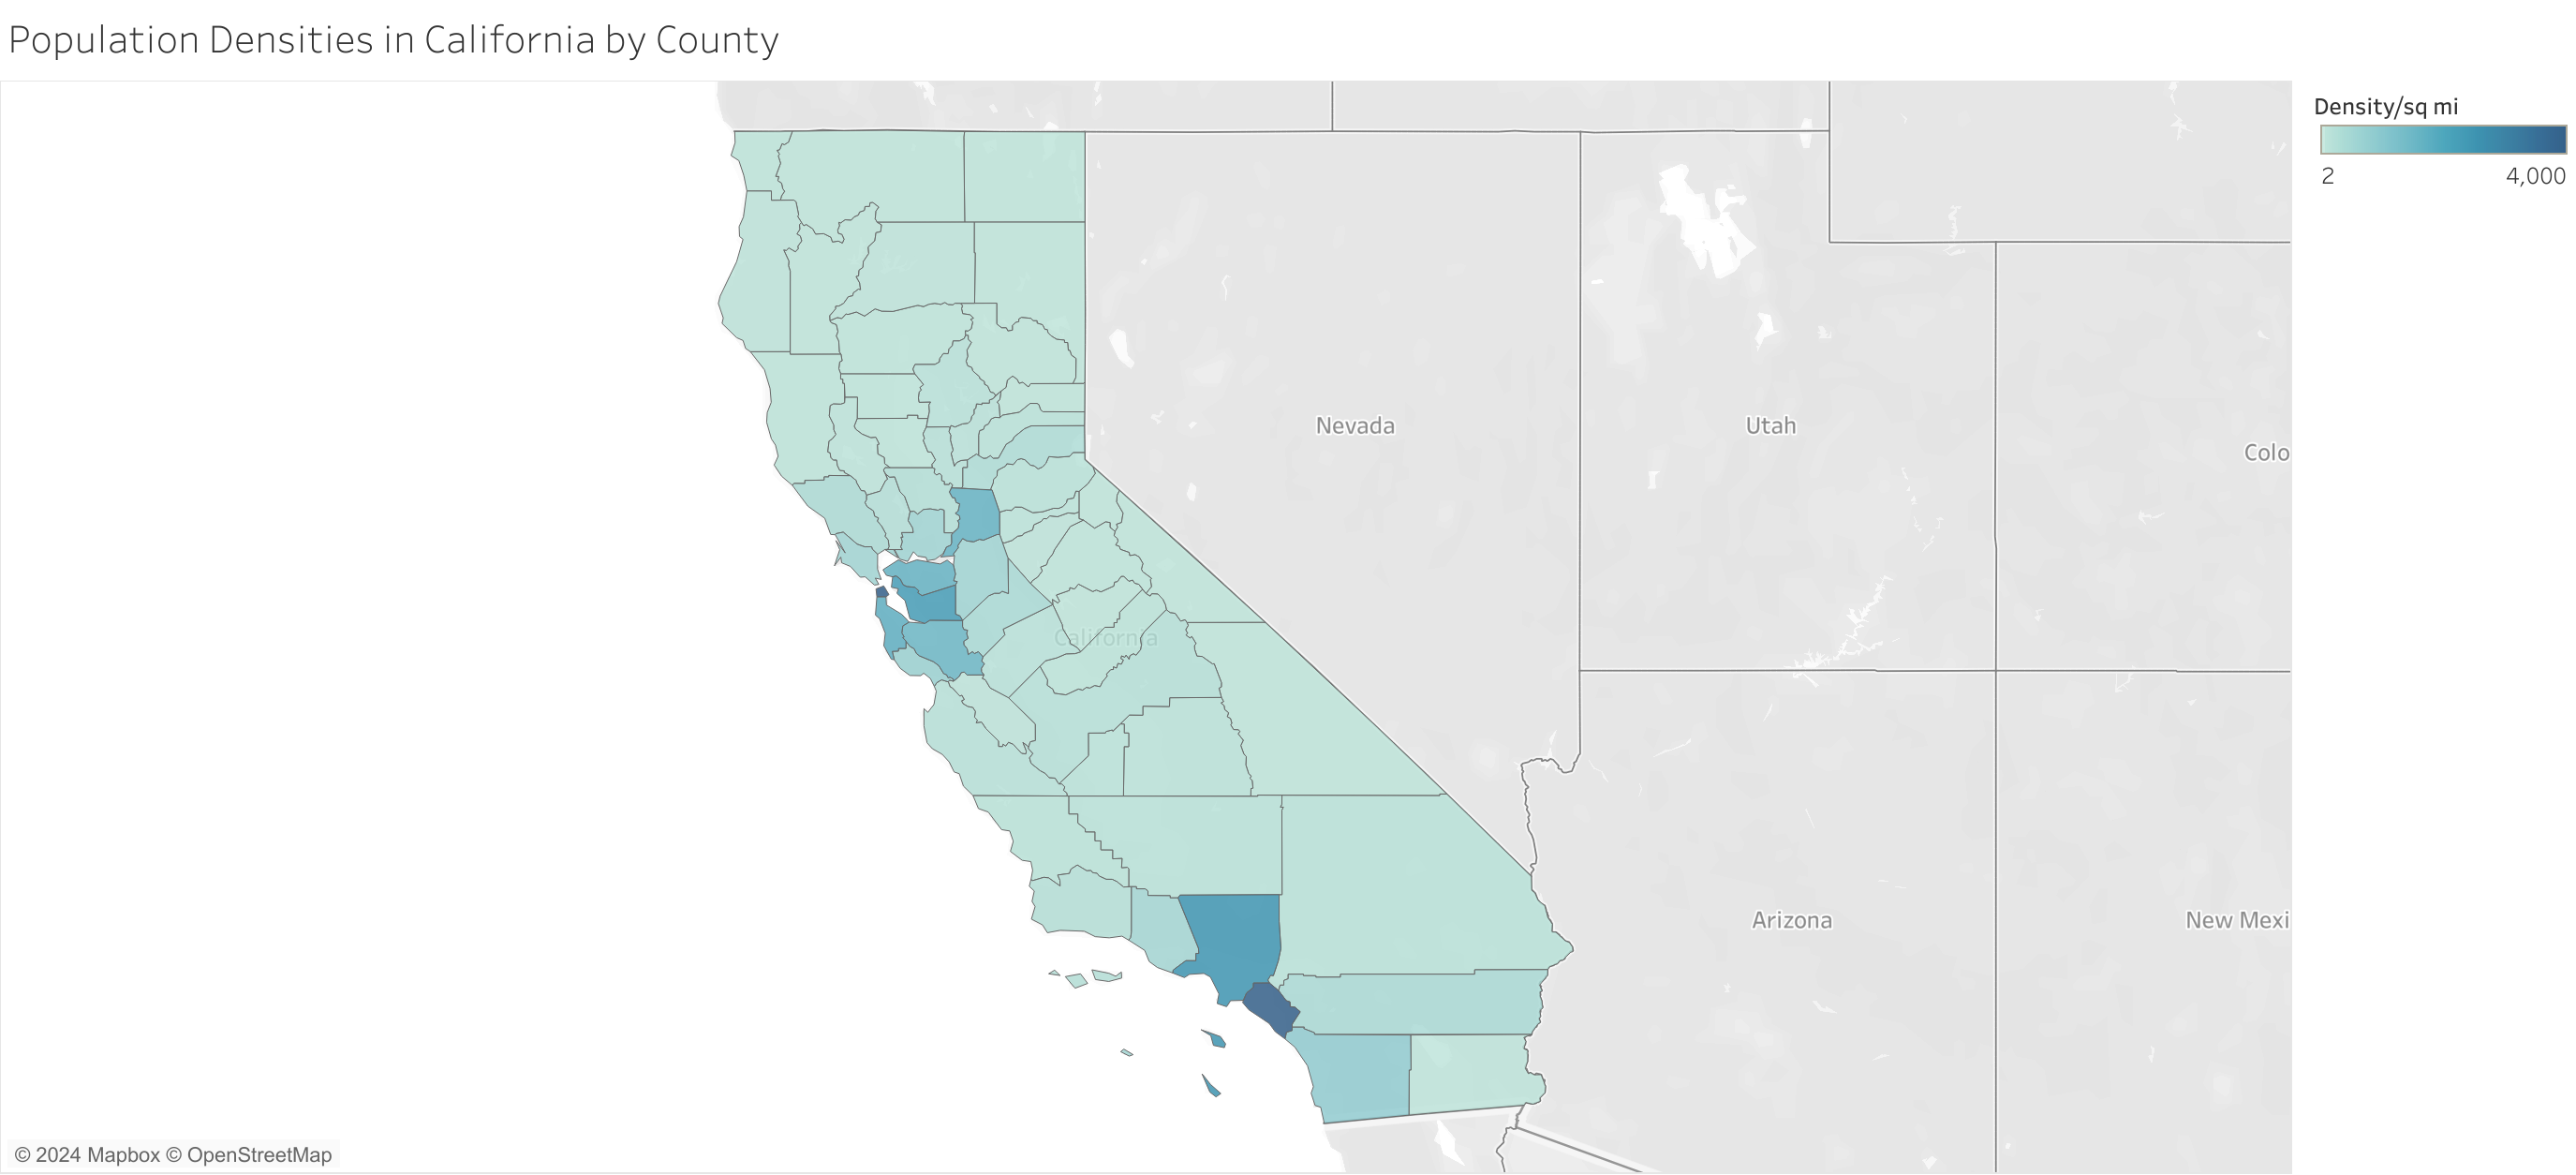 Population Densities in California by County
Density/sq mi
2
4,000
Nevada
Utah
Colo
California
Arizona
New Mexi
© 2024 Mapbox © OpenStreetMap